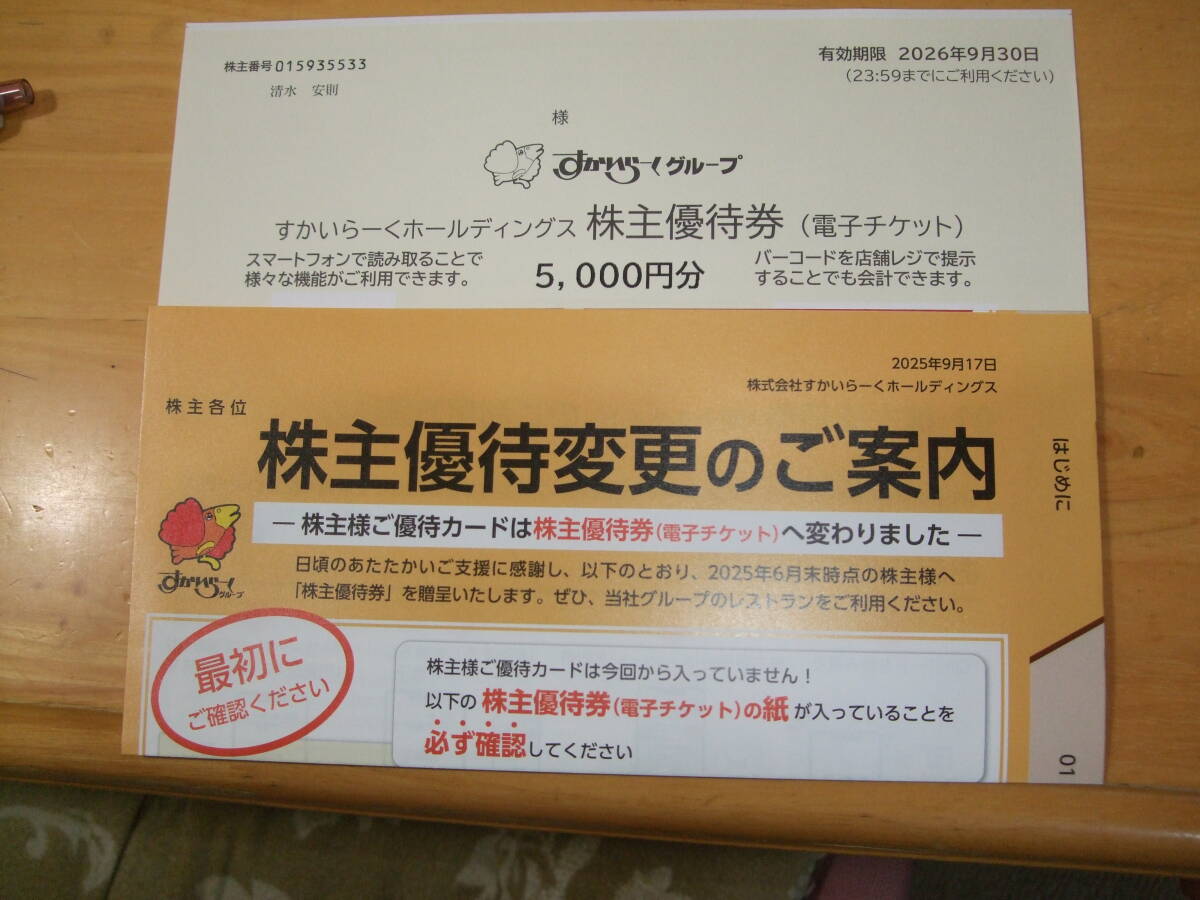 株主番号015935533
清水 安則
様
有効期限 2026年9月30日
(23:59までにご利用ください)
すかいらーくグループ
すかいらーくホールディングス 株主優待券(電子チケット)
スマートフォンで読み取ることで
様々な機能がご利用できます。
5,000円分
バーコードを店舗レジで提示
することでも会計できます。
2025年9月17日
株式会社すかいらーくホールディングス
株主各位
株主優待変更のご案内
― 株主様ご優待カードは株主優待券(電子チケット)へ変わりました ―
すかいらーく
グループ
日頃のあたたかいご支援に感謝し、以下のとおり、2025年6月末時点の株主様へ
「株主優待券」を贈呈いたします。ぜひ、当社グループのレストランをご利用ください。
はじめに
最初に
ご確認ください
株主様ご優待カードは今回から入っていません!
以下の 株主優待券(電子チケット)の紙 が入っていることを
必ず確認してください
01